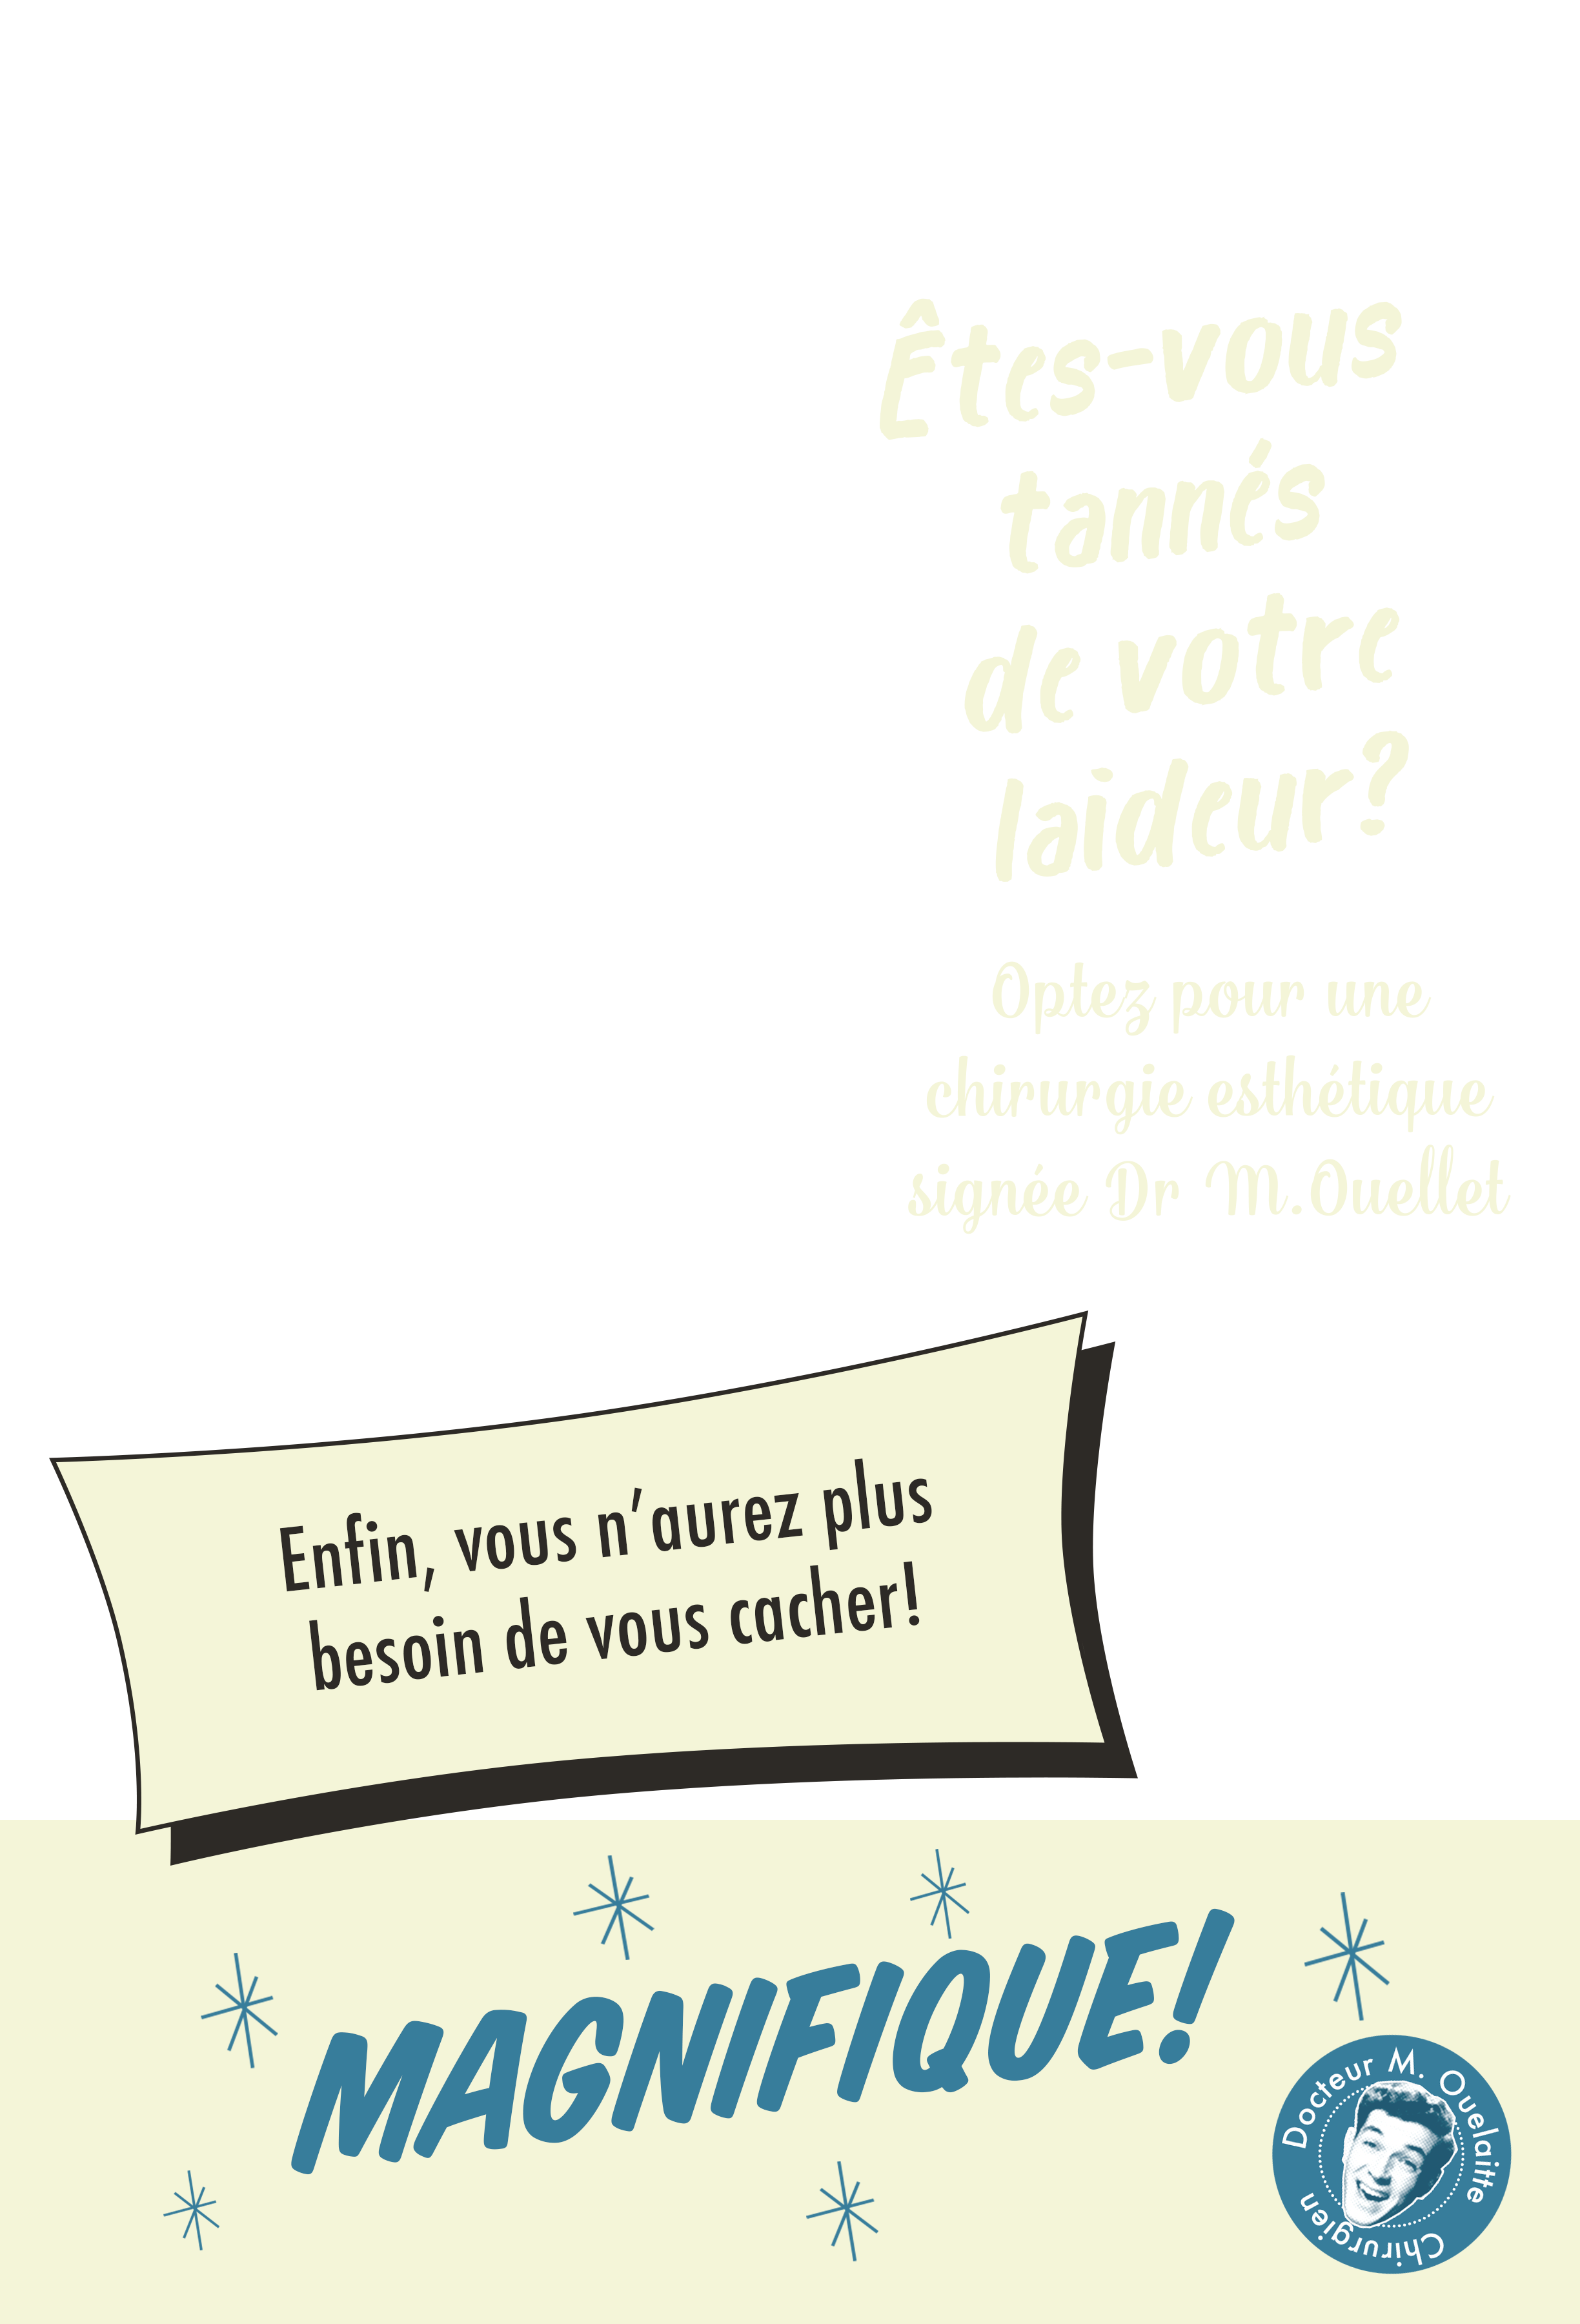 Êtes-vous
tannés
de votre
laideur?
Optez pour une
chirurgie esthétique
signée Dr M.Ouellet
Enfin, vous n'aurez plus
besoin de vous cacher!
MAGNIFIQUE!
Docteur M. Ouelaitte
Chirurgien